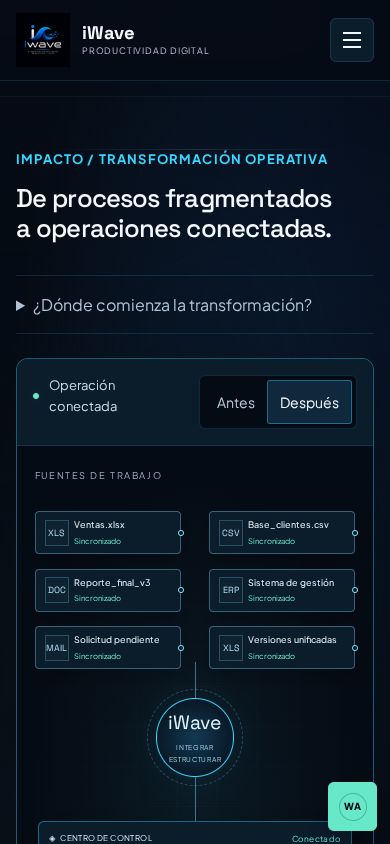 iwave
iWave
PRODUCTIVIDAD DIGITAL
IMPACTO / TRANSFORMACIÓN OPERATIVA
De procesos fragmentados
a operaciones conectadas.
¿Dónde comienza la transformación?
Operación
conectada
Antes
Después
FUENTES DE TRABAJO
XLS
Ventas.xlsx
Sincronizado
CSV
Base_clientes.csv
Sincronizado
DOC
Reporte_final_v3
Sincronizado
ERP
Sistema de gestión
Sincronizado
MAIL
Solicitud pendiente
Sincronizado
XLS
Versiones unificadas
Sincronizado
iWave
INTEGRAR
ESTRUCTURAR
WA
CENTRO DE CONTROL
Conectado